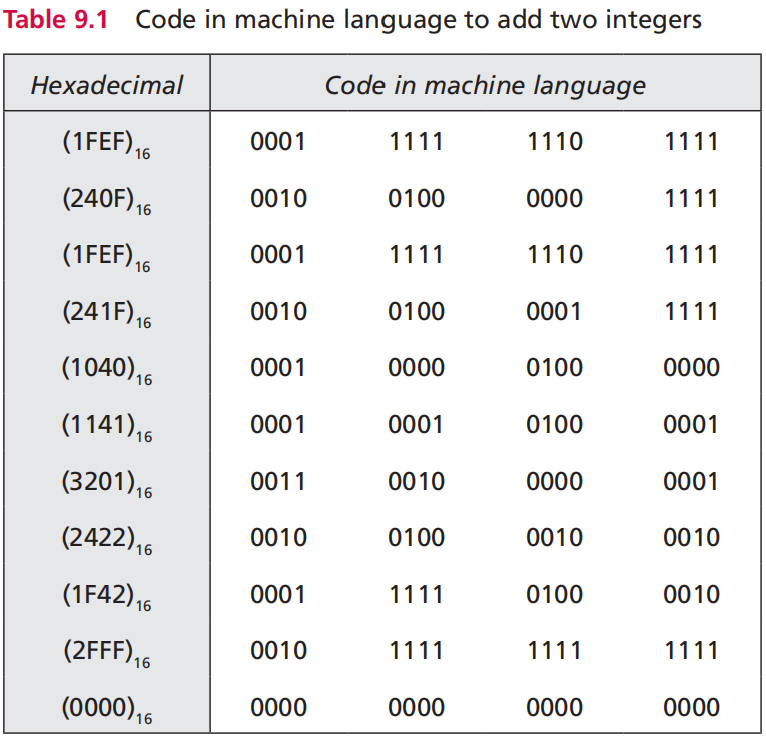 Table 9.1 Code in machine language to add two integers
Hexadecimal Code in machine language
(1FEF)16 0001 1111 1110 1111
(240F)16 0010 0100 0000 1111
(1FEF)16 0001 1111 1110 1111
(241F)16 0010 0100 0001 1111
(1040)16 0001 0000 0100 0000
(1141)16 0001 0001 0100 0001
(3201)16 0011 0010 0000 0001
(2422)16 0010 0100 0010 0010
(1F42)16 0001 1111 0100 0010
(2FFF)16 0010 1111 1111 1111
(0000)16 0000 0000 0000 0000